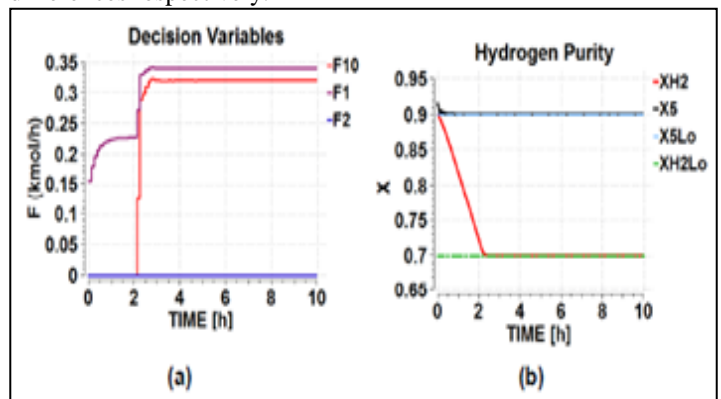 differences respectively.
Decision Variables
F (kmol/h)
0.35
0.3
0.25
0.2
0.15
0.1
0.05
0
0 2 4 6 8 10
TIME [h]
F10
F1
F2
(a)
Hydrogen Purity
X
0.95
0.9
0.85
0.8
0.75
0.7
0.65
0 2 4 6 8 10
TIME [h]
XH2
X5
X5Lo
XH2Lo
(b)